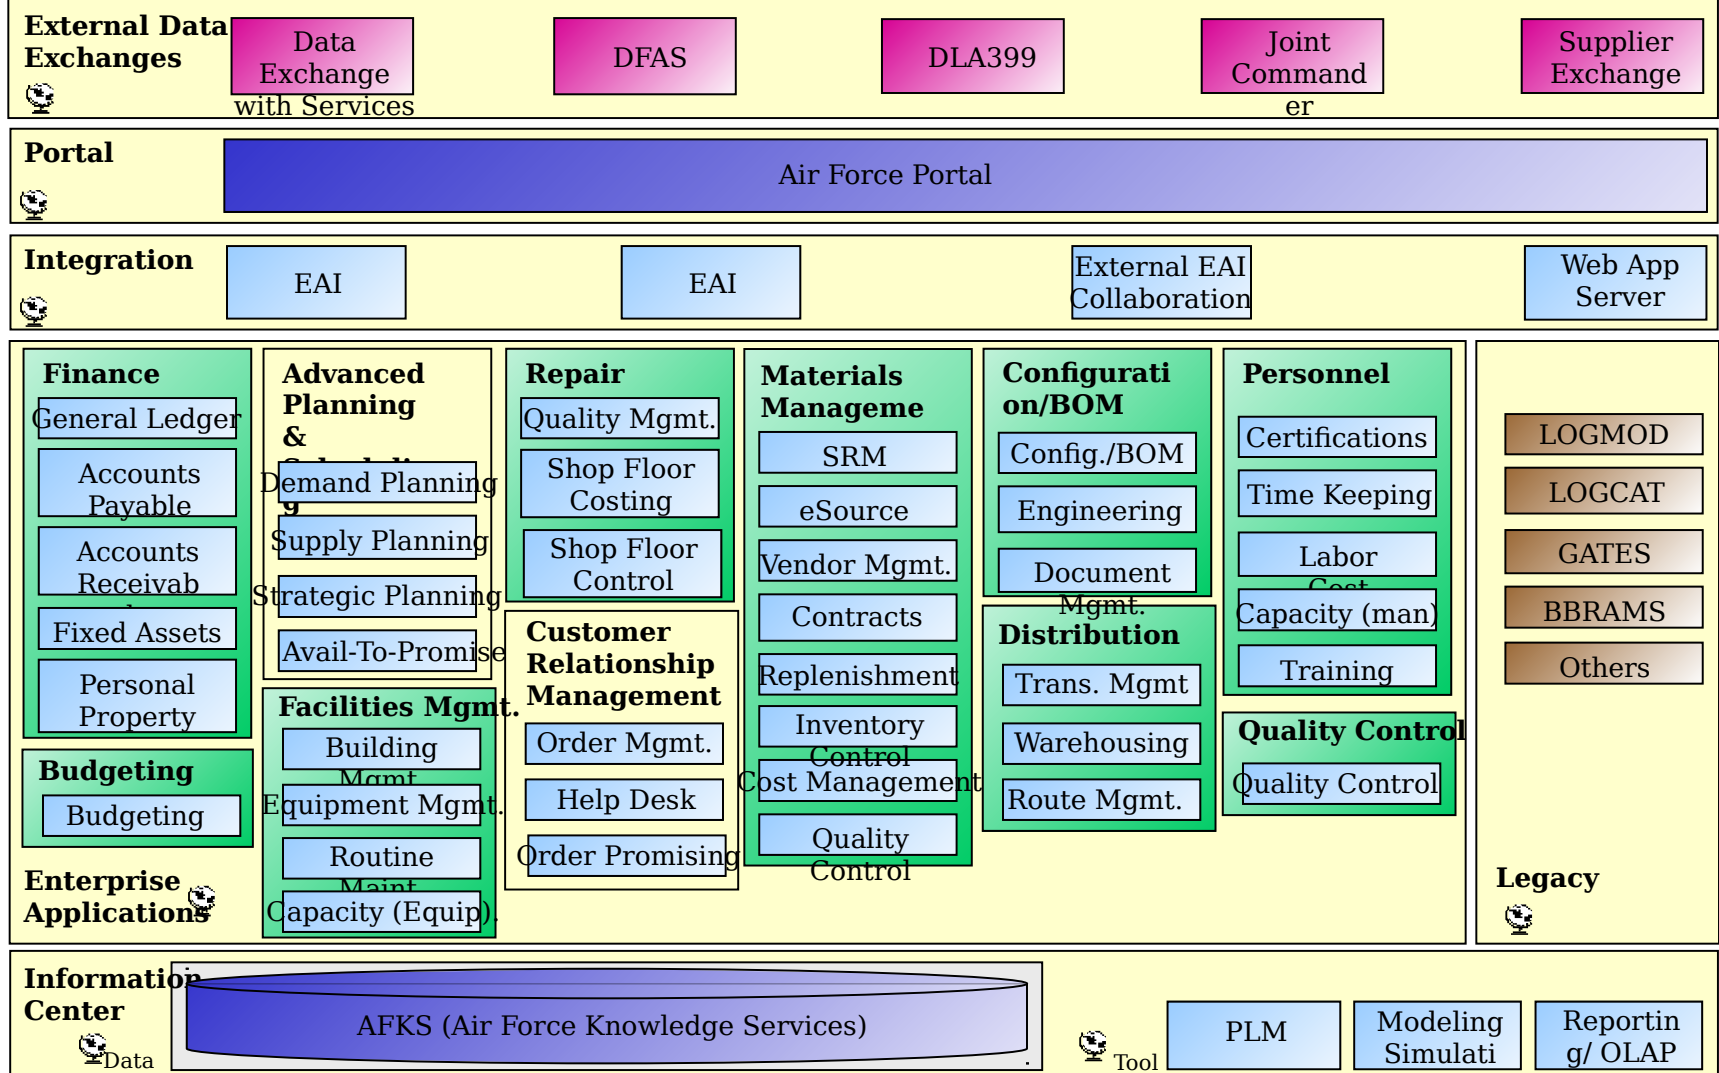 External Data
Exchanges
Data
Exchange
with Services
DFAS
DLA399
Joint
Command
er
Supplier
Exchange
Portal
Air Force Portal
Integration
EAI
EAI
External EAI
Collaboration
Web App
Server
Finance
General Ledger
Accounts
Payable
Accounts
Receivab
Fixed Assets
Personal
Property
Budgeting
Budgeting
Enterprise
Applications
Advanced
Planning
&
g
Demand Planning
Supply Planning
Strategic Planning
Avail-To-Promise
Facilities Mgmt.
Building
Mgmt
Equipment Mgmt.
Routine
Maint
Capacity (Equip).
Repair
Quality Mgmt.
Shop Floor
Costing
Shop Floor
Control
Customer
Relationship
Management
Order Mgmt.
Help Desk
Order Promising
Materials
Manageme
SRM
eSource
Vendor Mgmt.
Contracts
Replenishment
Inventory
Control
Cost Management
Quality
Control
Configurati
on/BOM
Config./BOM
Engineering
Document
Mgmt.
Distribution
Trans. Mgmt
Warehousing
Route Mgmt.
Personnel
Certifications
Time Keeping
Labor
Cost
Capacity (man)
Training
Quality Control
Quality Control
LOGMOD
LOGCAT
GATES
BBRAMS
Others
Legacy
Information
Center
Data
AFKS (Air Force Knowledge Services)
Tool
PLM
Modeling
Simulati
Reportin
g/ OLAP